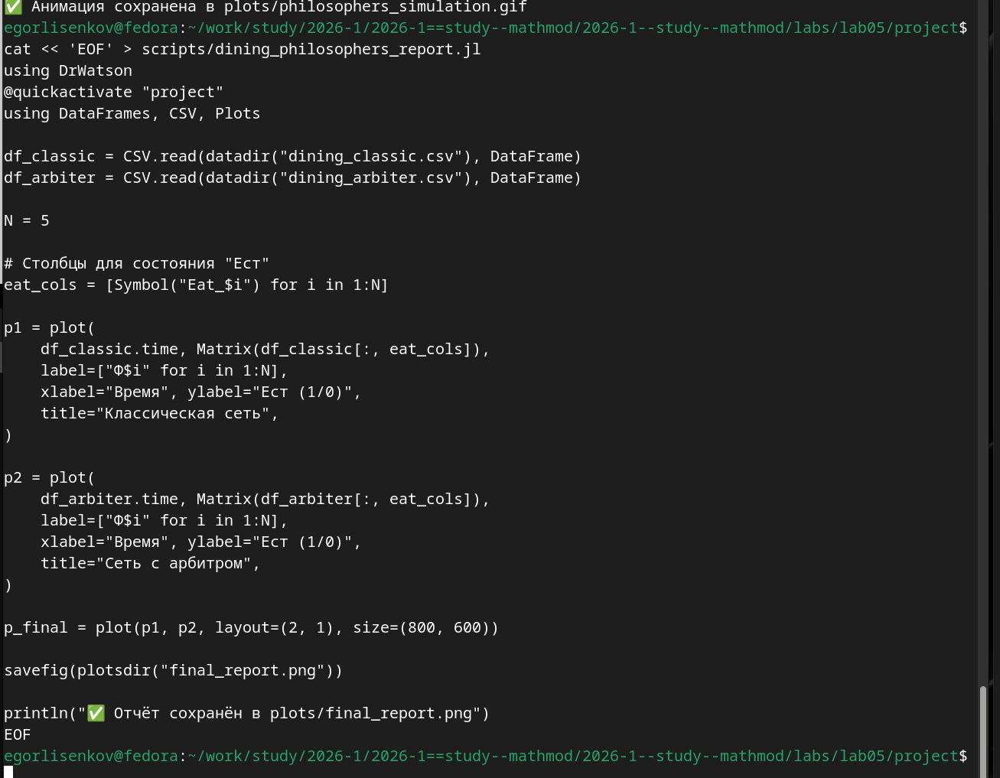 ✅ Анимация сохранена в plots/philosophers_simulation.gif
egorlisenkov@fedora:~/work/study/2026-1/2026-1==study--mathmod/2026-1--study--mathmod/labs/lab05/project$
cat << 'EOF' > scripts/dining_philosophers_report.jl
using DrWatson
@quickactivate "project"
using DataFrames, CSV, Plots

df_classic = CSV.read(datadir("dining_classic.csv"), DataFrame)
df_arbiter = CSV.read(datadir("dining_arbiter.csv"), DataFrame)

N = 5

# Столбцы для состояния "Ест"
eat_cols = [Symbol("Eat_$i") for i in 1:N]

p1 = plot(
    df_classic.time, Matrix(df_classic[:, eat_cols]),
    label=["Ф$i" for i in 1:N],
    xlabel="Время", ylabel="Ест (1/0)",
    title="Классическая сеть",
)

p2 = plot(
    df_arbiter.time, Matrix(df_arbiter[:, eat_cols]),
    label=["Ф$i" for i in 1:N],
    xlabel="Время", ylabel="Ест (1/0)",
    title="Сеть с арбитром",
)

p_final = plot(p1, p2, layout=(2, 1), size=(800, 600))

savefig(plotsdir("final_report.png"))

println("✅ Отчёт сохранён в plots/final_report.png")
EOF
egorlisenkov@fedora:~/work/study/2026-1/2026-1==study--mathmod/2026-1--study--mathmod/labs/lab05/project$